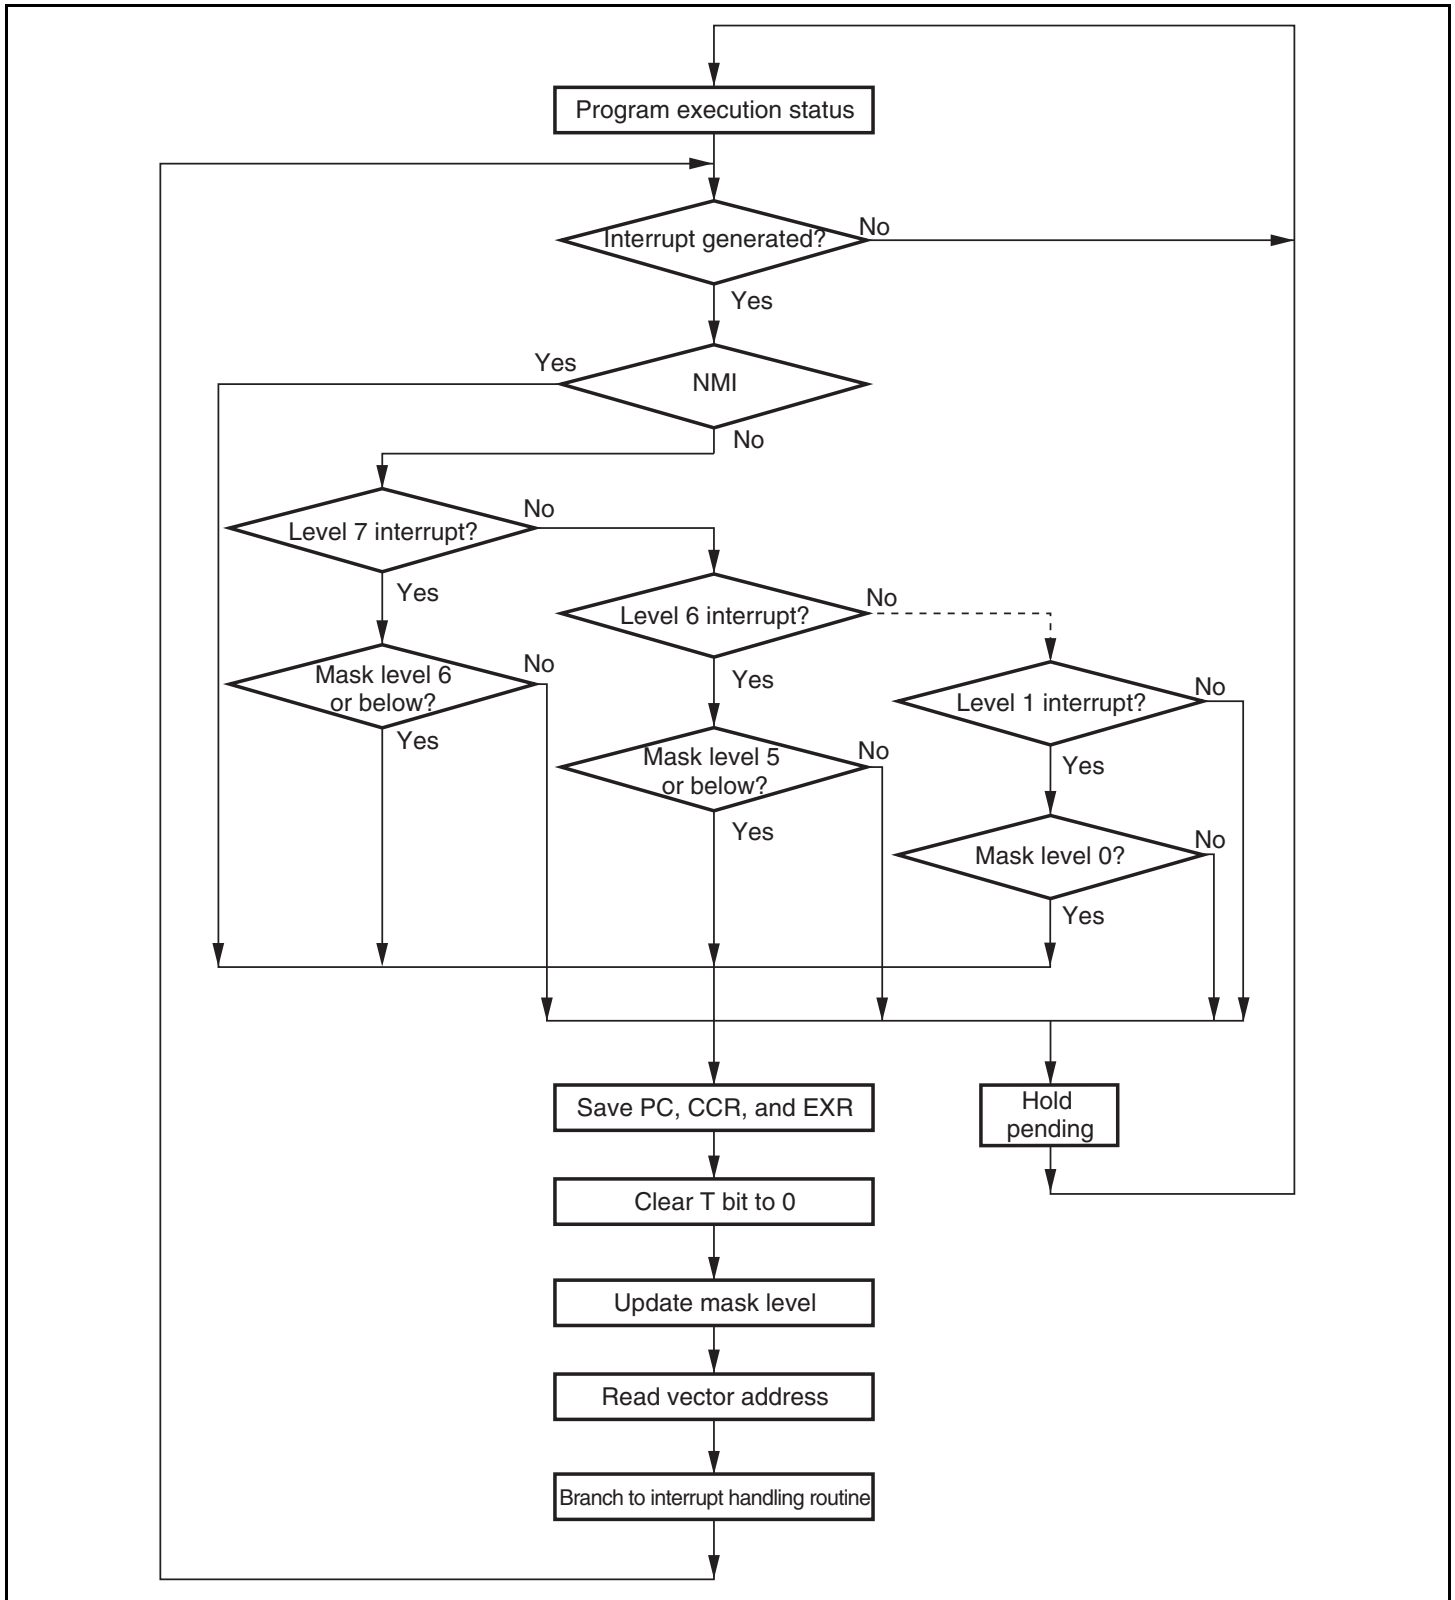 Program execution status
Interrupt generated?
No
Yes
Yes
NMI
No
Level 7 interrupt?
No
Yes
Level 6 interrupt?
No
Mask level 6
or below?
No
Yes
Yes
Level 1 interrupt?
No
Mask level 5
or below?
No
Yes
Yes
Mask level 0?
No
Yes
Save PC, CCR, and EXR
Hold
pending
Clear T bit to 0
Update mask level
Read vector address
Branch to interrupt handling routine